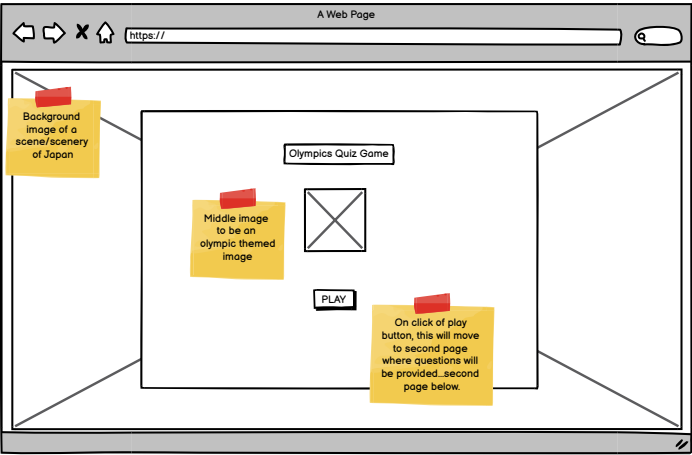 A Web Page
https://
Background
image of a
scene/scenery
of Japan
Olympics Quiz Game
Middle image
to be an
olympic themed
image
PLAY
On click of play
button, this will move
to second page
where questions will
be provided...second
page below.